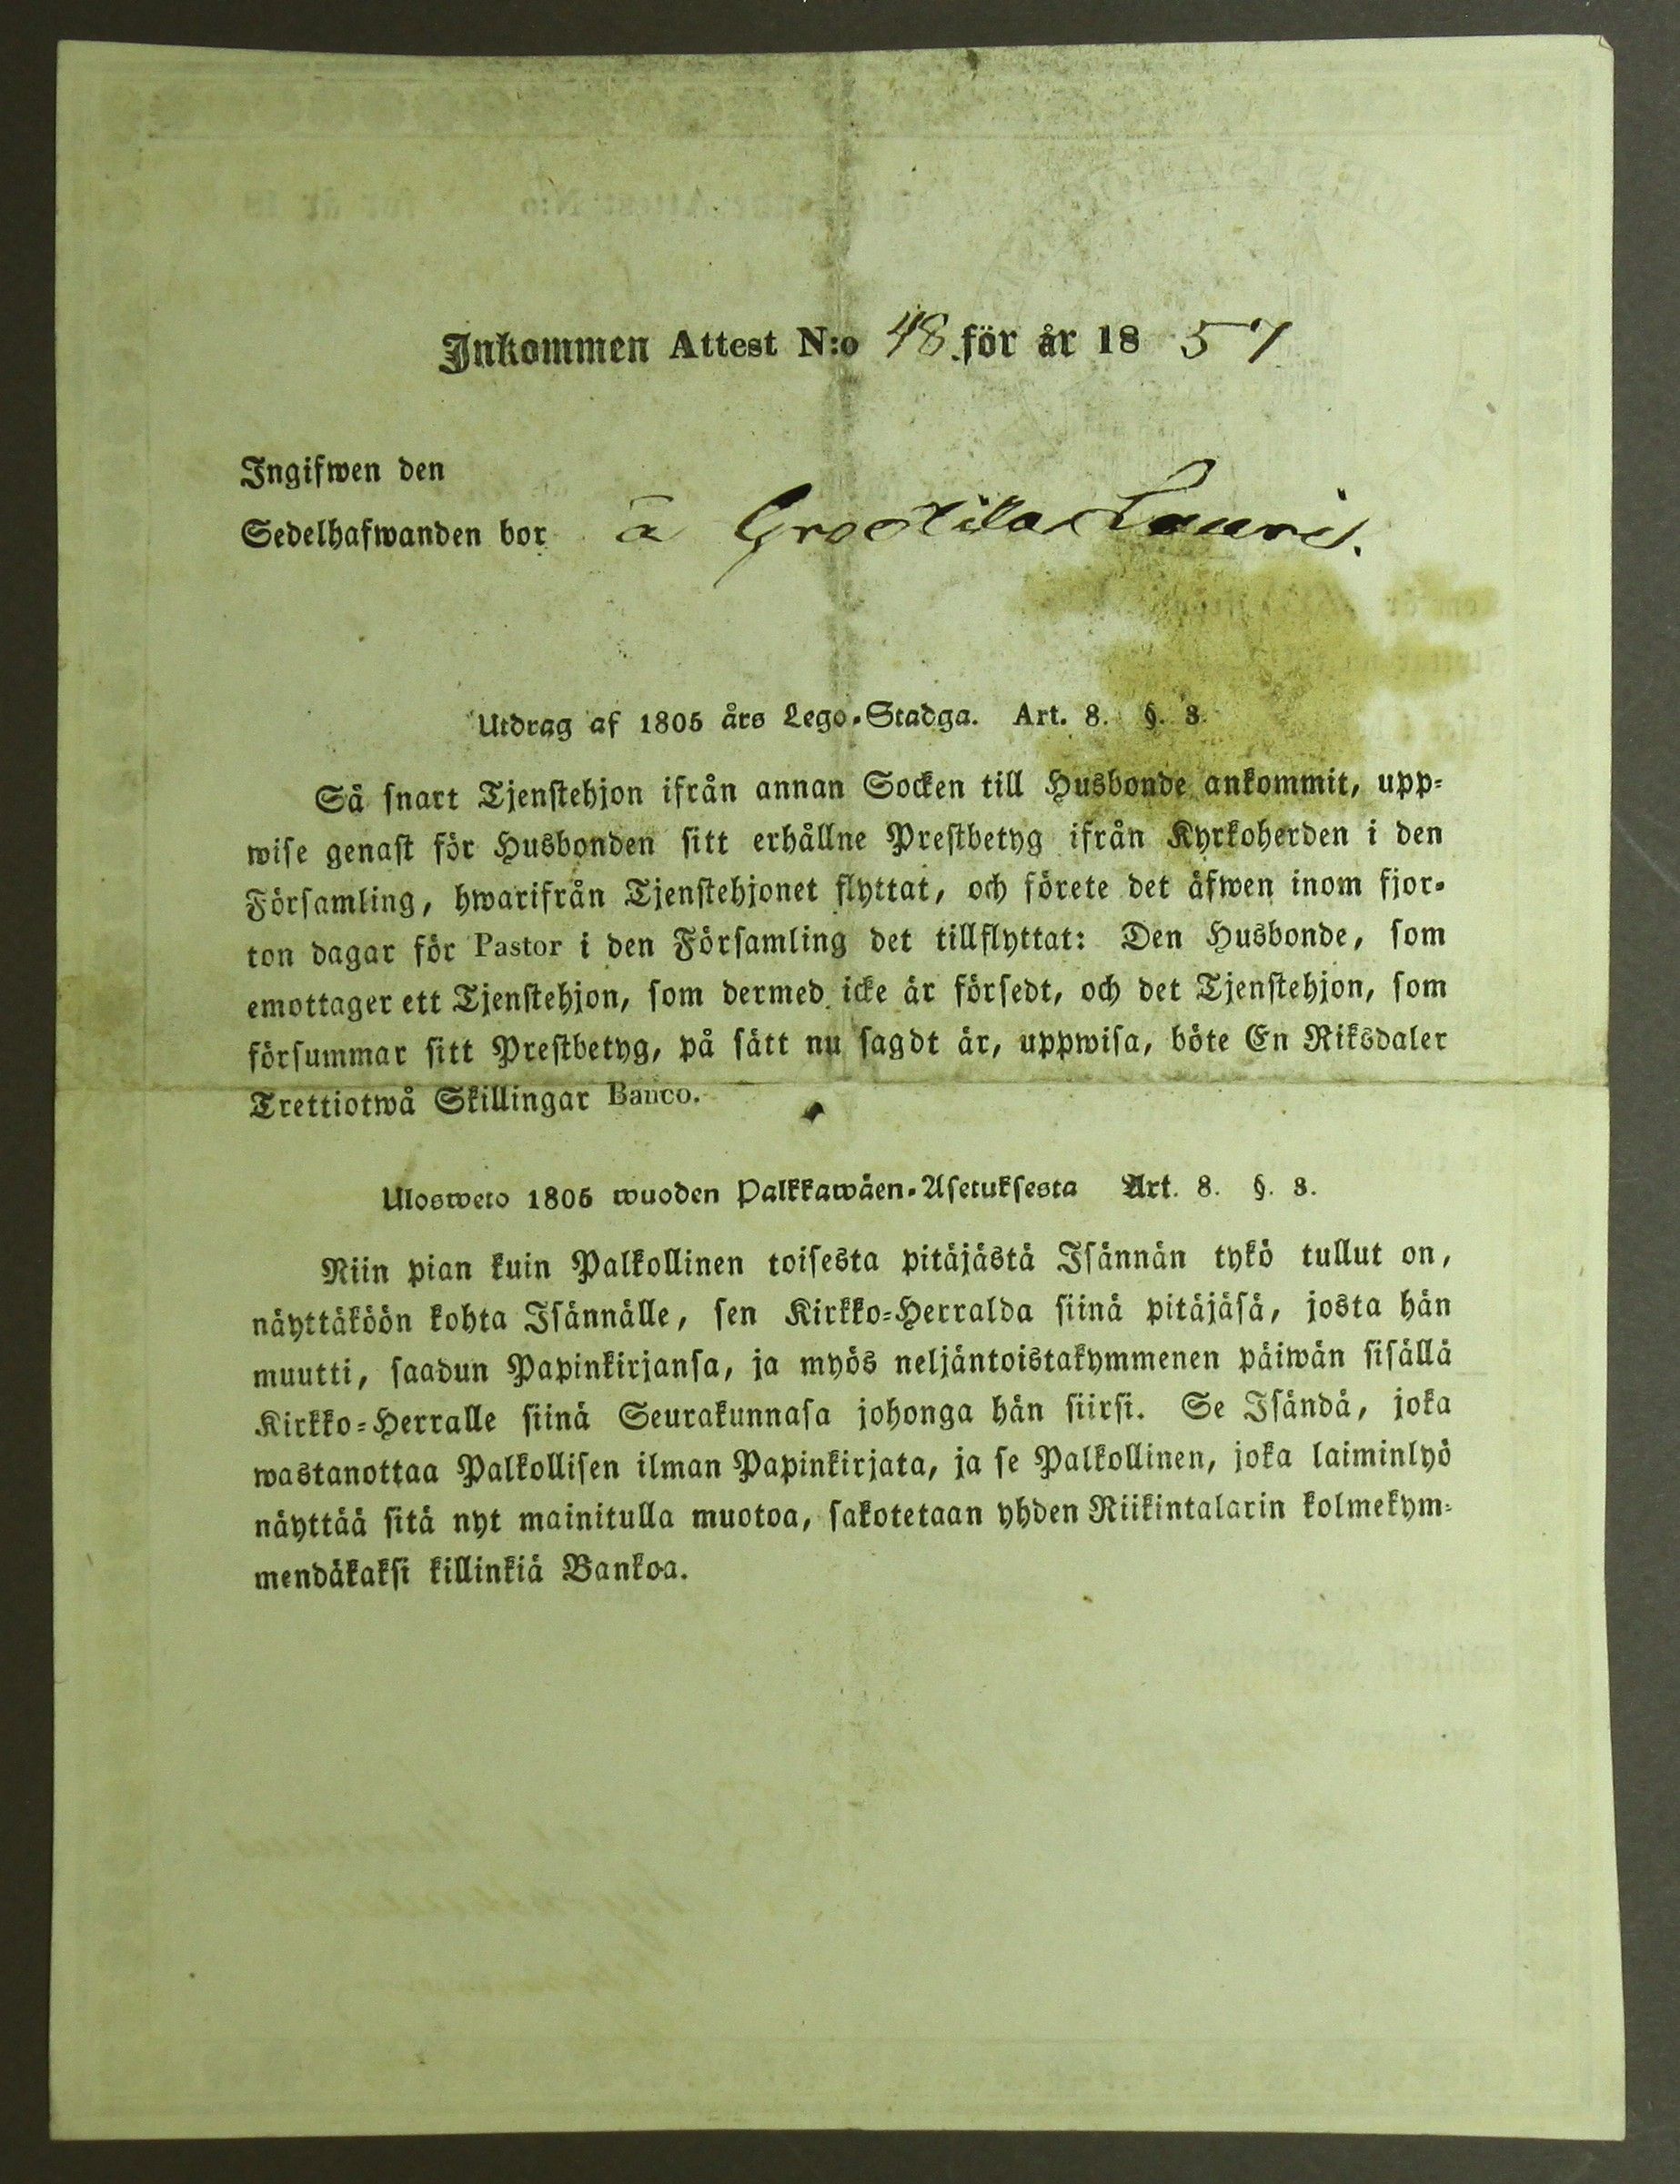 Inkommen Attest N:o 48 för år 1857
Ingifwen den
Sedelhafwanden bor å Grottila Lauris.
Utdrag af 1805 års Lego-Stadga. Art. 8. §. 3.
Så snart Tjenstehjon ifrån annan Socken till Husbonde ankommit, upp-
wise genast för Husbonden sitt erhållne Prestbetyg ifrån Kyrkoherden i den
Församling, hwarifrån Tjenstehjonet flyttat, och förete det äfwen inom fjor-
ton dagar för Pastor i den Församling det tillflyttat: Den Husbonde, som
emottager ett Tjenstehjon, som dermed icke är försedt, och det Tjenstehjon, som
försummar sitt Prestbetyg, på sätt nu sagdt är, uppwisa, böte En Riksdaler
Trettiotwå Skillingar Banco.
Ulosweto 1805 wuoden Palkkawäen-Asetuksesta Art. 8. §. 3.
Niin pian kuin Palkollinen toisesta pitäjästä Isännän tykö tullut on,
näyttäköön kohta Isännälle, sen Kirkko-Herralda siinä pitäjäsä, josta hän
muutti, saadun Papinkirjansa, ja myös neljäntoistakymmenen päiwän sisällä
Kirkko-Herralle siinä Seurakunnasa johonga hän siirsi. Se Isändä, joka
wastanottaa Palkollisen ilman Papinkirjata, ja se Palkollinen, joka laiminlyö
näyttää sitä nyt mainitulla muotoa, sakotetaan yhden Riikintalarin kolmekym-
mendäkaksi killinkiä Bankoa.